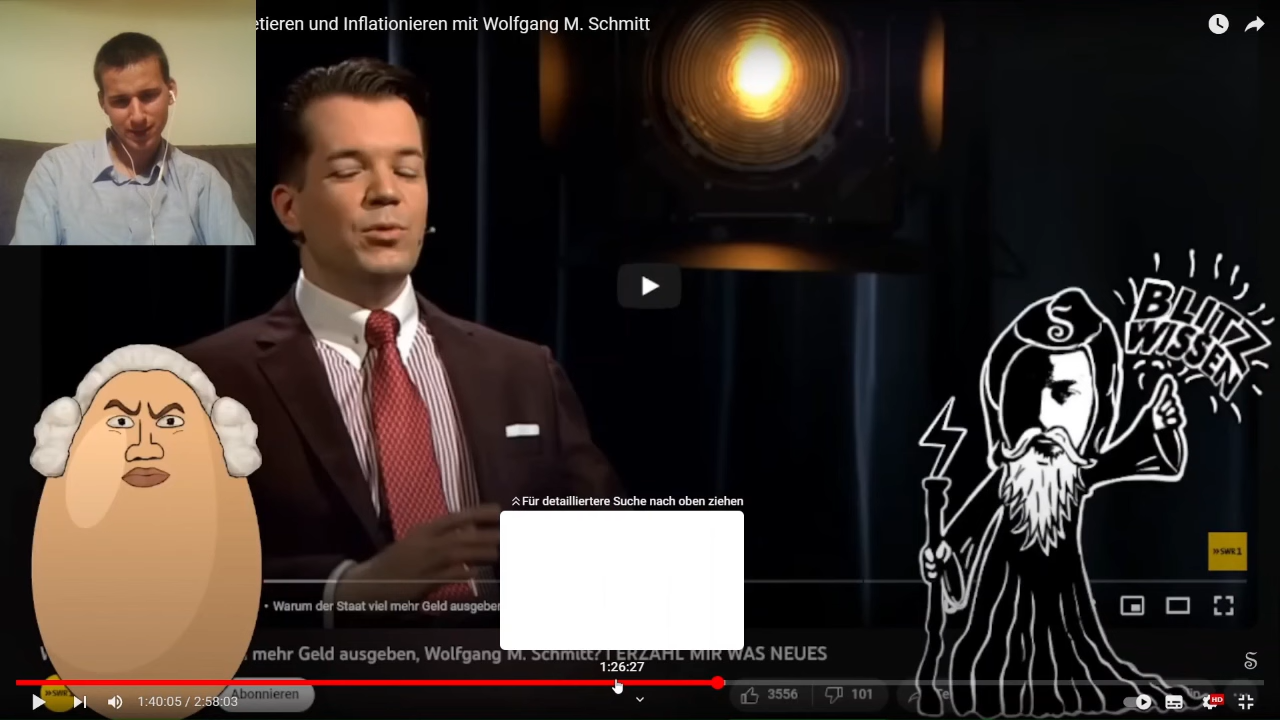 etieren und Inflationieren mit Wolfgang M. Schmitt
BLITZ
WISSEN
S
Für detailliertere Suche nach oben ziehen
»SWR1
• Warum der Staat viel mehr Geld ausgeben
mehr Geld ausgeben, Wolfgang M. Schmitt? I ERZÄHL MIR WAS NEUES
1:26:27
»SWR1
Abonnieren
1:40:05 / 2:58:03
3556
101
HD